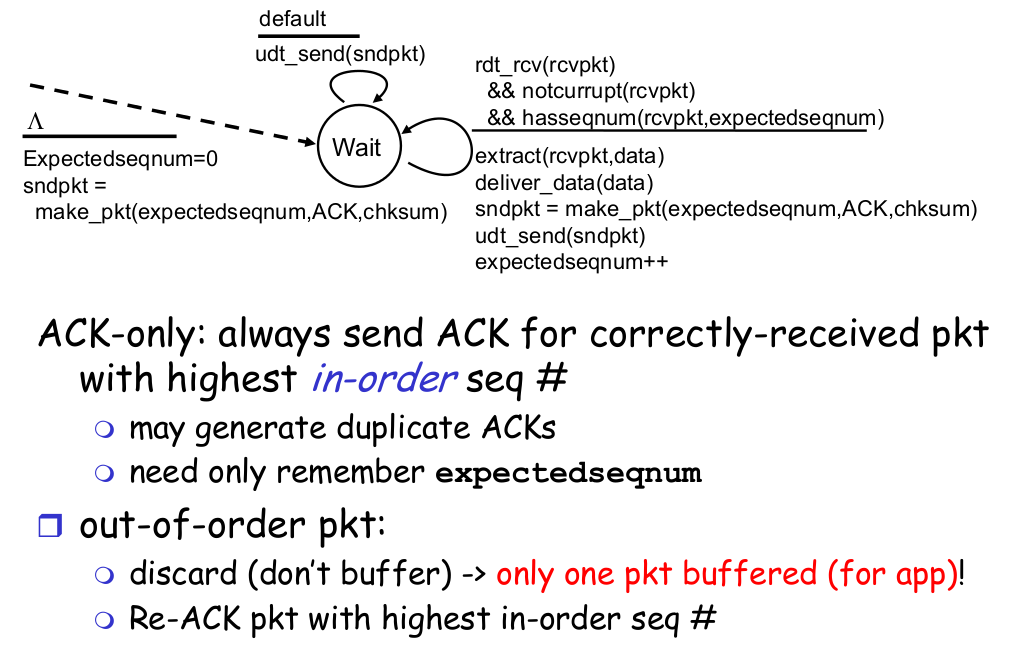 default
udt_send(sndpkt)
rdt_rcv(rcvpkt)
&& notcurrupt(rcvpkt)
&& hasseqnum(rcvpkt,expectedseqnum)
Λ
Wait
Expectedseqnum=0
sndpkt =
make_pkt(expectedseqnum,ACK,chksum)
extract(rcvpkt,data)
deliver_data(data)
sndpkt = make_pkt(expectedseqnum,ACK,chksum)
udt_send(sndpkt)
expectedseqnum++
ACK-only: always send ACK for correctly-received pkt
with highest in-order seq #
may generate duplicate ACKs
need only remember expectedseqnum
out-of-order pkt:
discard (don't buffer) -> only one pkt buffered (for app)!
Re-ACK pkt with highest in-order seq #